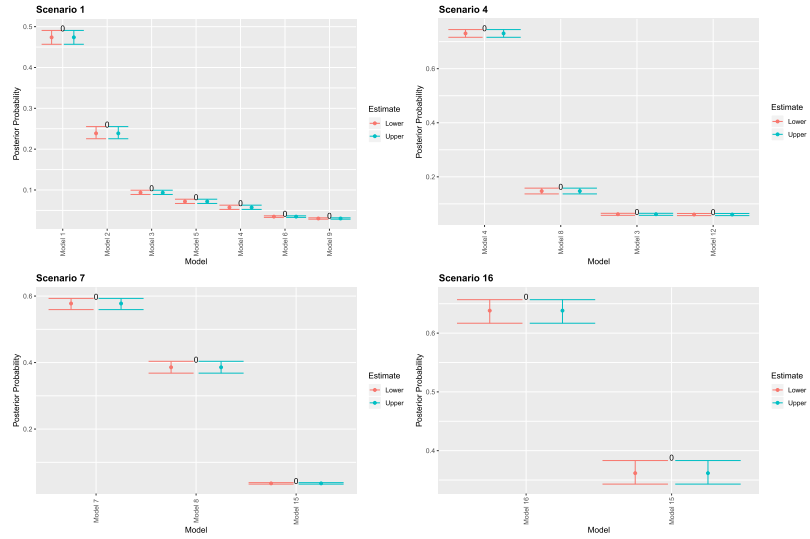 Scenario 1
Posterior Probability
0.5
0.4
0.3
0.2
0.1
0
0
0
0
0
0
0
Model 1
Model 2
Model 3
Model 5
Model 4
Model 6
Model 9
Model
Estimate
Lower
Upper
Scenario 4
Posterior Probability
0.6
0.4
0.2
0
0
0
0
Model 4
Model 8
Model 3
Model 12
Model
Estimate
Lower
Upper
Scenario 7
Posterior Probability
0.6
0.4
0.2
0
0
0
Model 7
Model 8
Model 15
Model
Estimate
Lower
Upper
Scenario 16
Posterior Probability
0.6
0.5
0.4
0
0
Model 16
Model 15
Model
Estimate
Lower
Upper